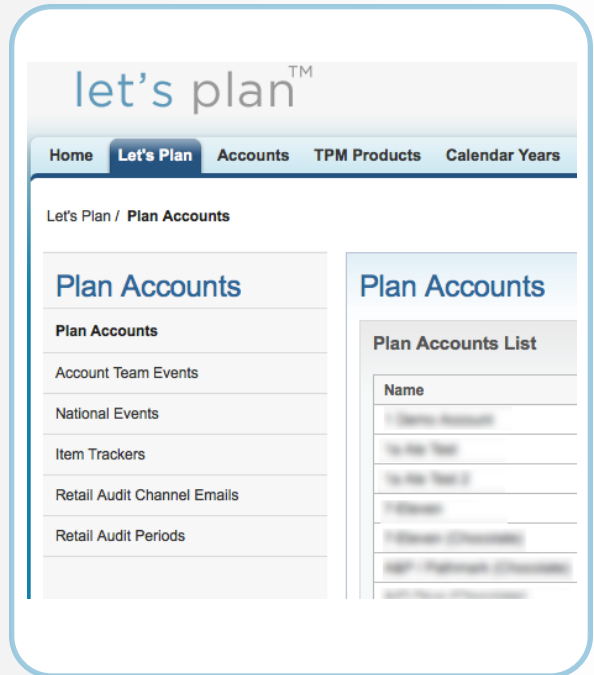 let's plan™
Home Let's Plan Accounts TPM Products Calendar Years
Let's Plan / Plan Accounts
Plan Accounts
Plan Accounts
Account Team Events
National Events
Item Trackers
Retail Audit Channel Emails
Retail Audit Periods
Plan Accounts
Plan Accounts List
Name